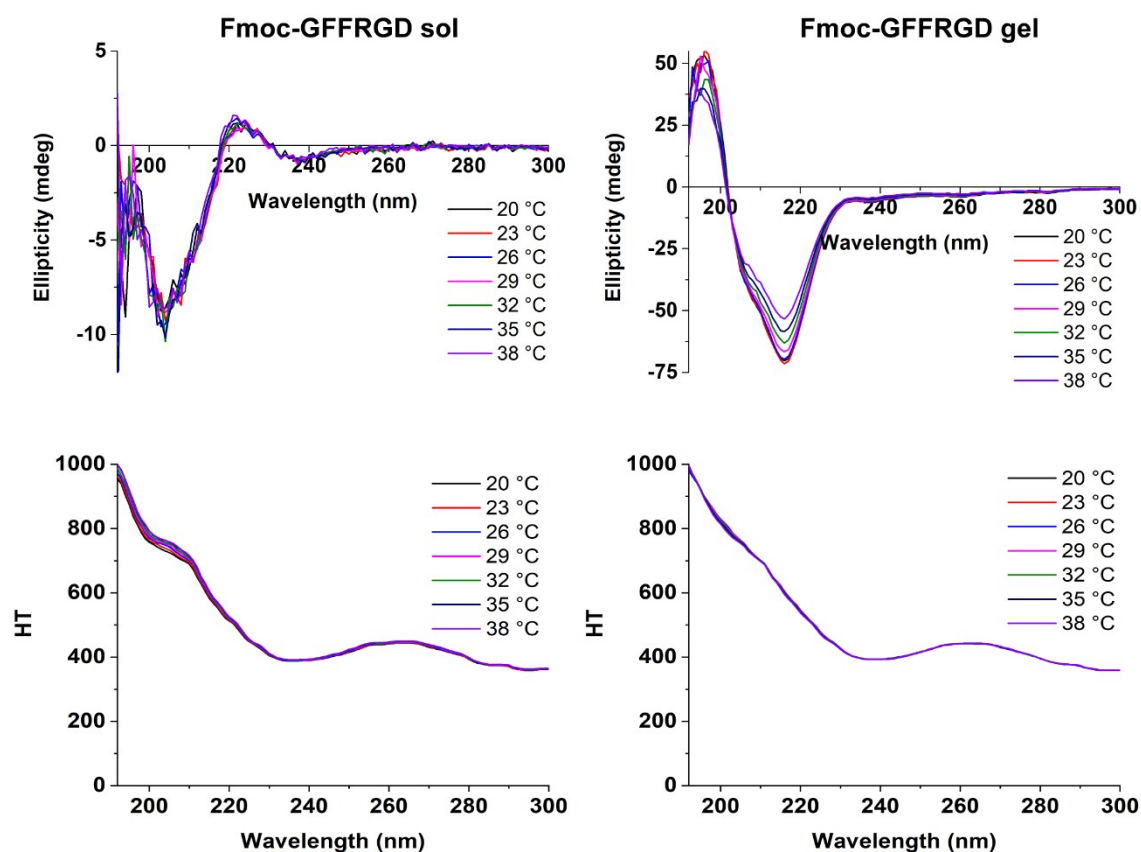 Fmoc-GFFRGD sol
5
0
-5
-10
Ellipticity (mdeg)
200 220 240 260 280 300
Wavelength (nm)
20 °C
23 °C
26 °C
29 °C
32 °C
35 °C
38 °C
Fmoc-GFFRGD gel
50
25
0
-25
-50
-75
Ellipticity (mdeg)
200 220 240 260 280 300
Wavelength (nm)
20 °C
23 °C
26 °C
29 °C
32 °C
35 °C
38 °C
1000
800
600
400
200
0
HT
20 °C
23 °C
26 °C
29 °C
32 °C
35 °C
38 °C
200 220 240 260 280 300
Wavelength (nm)
1000
800
600
400
200
0
HT
20 °C
23 °C
26 °C
29 °C
32 °C
35 °C
38 °C
200 220 240 260 280 300
Wavelength (nm)